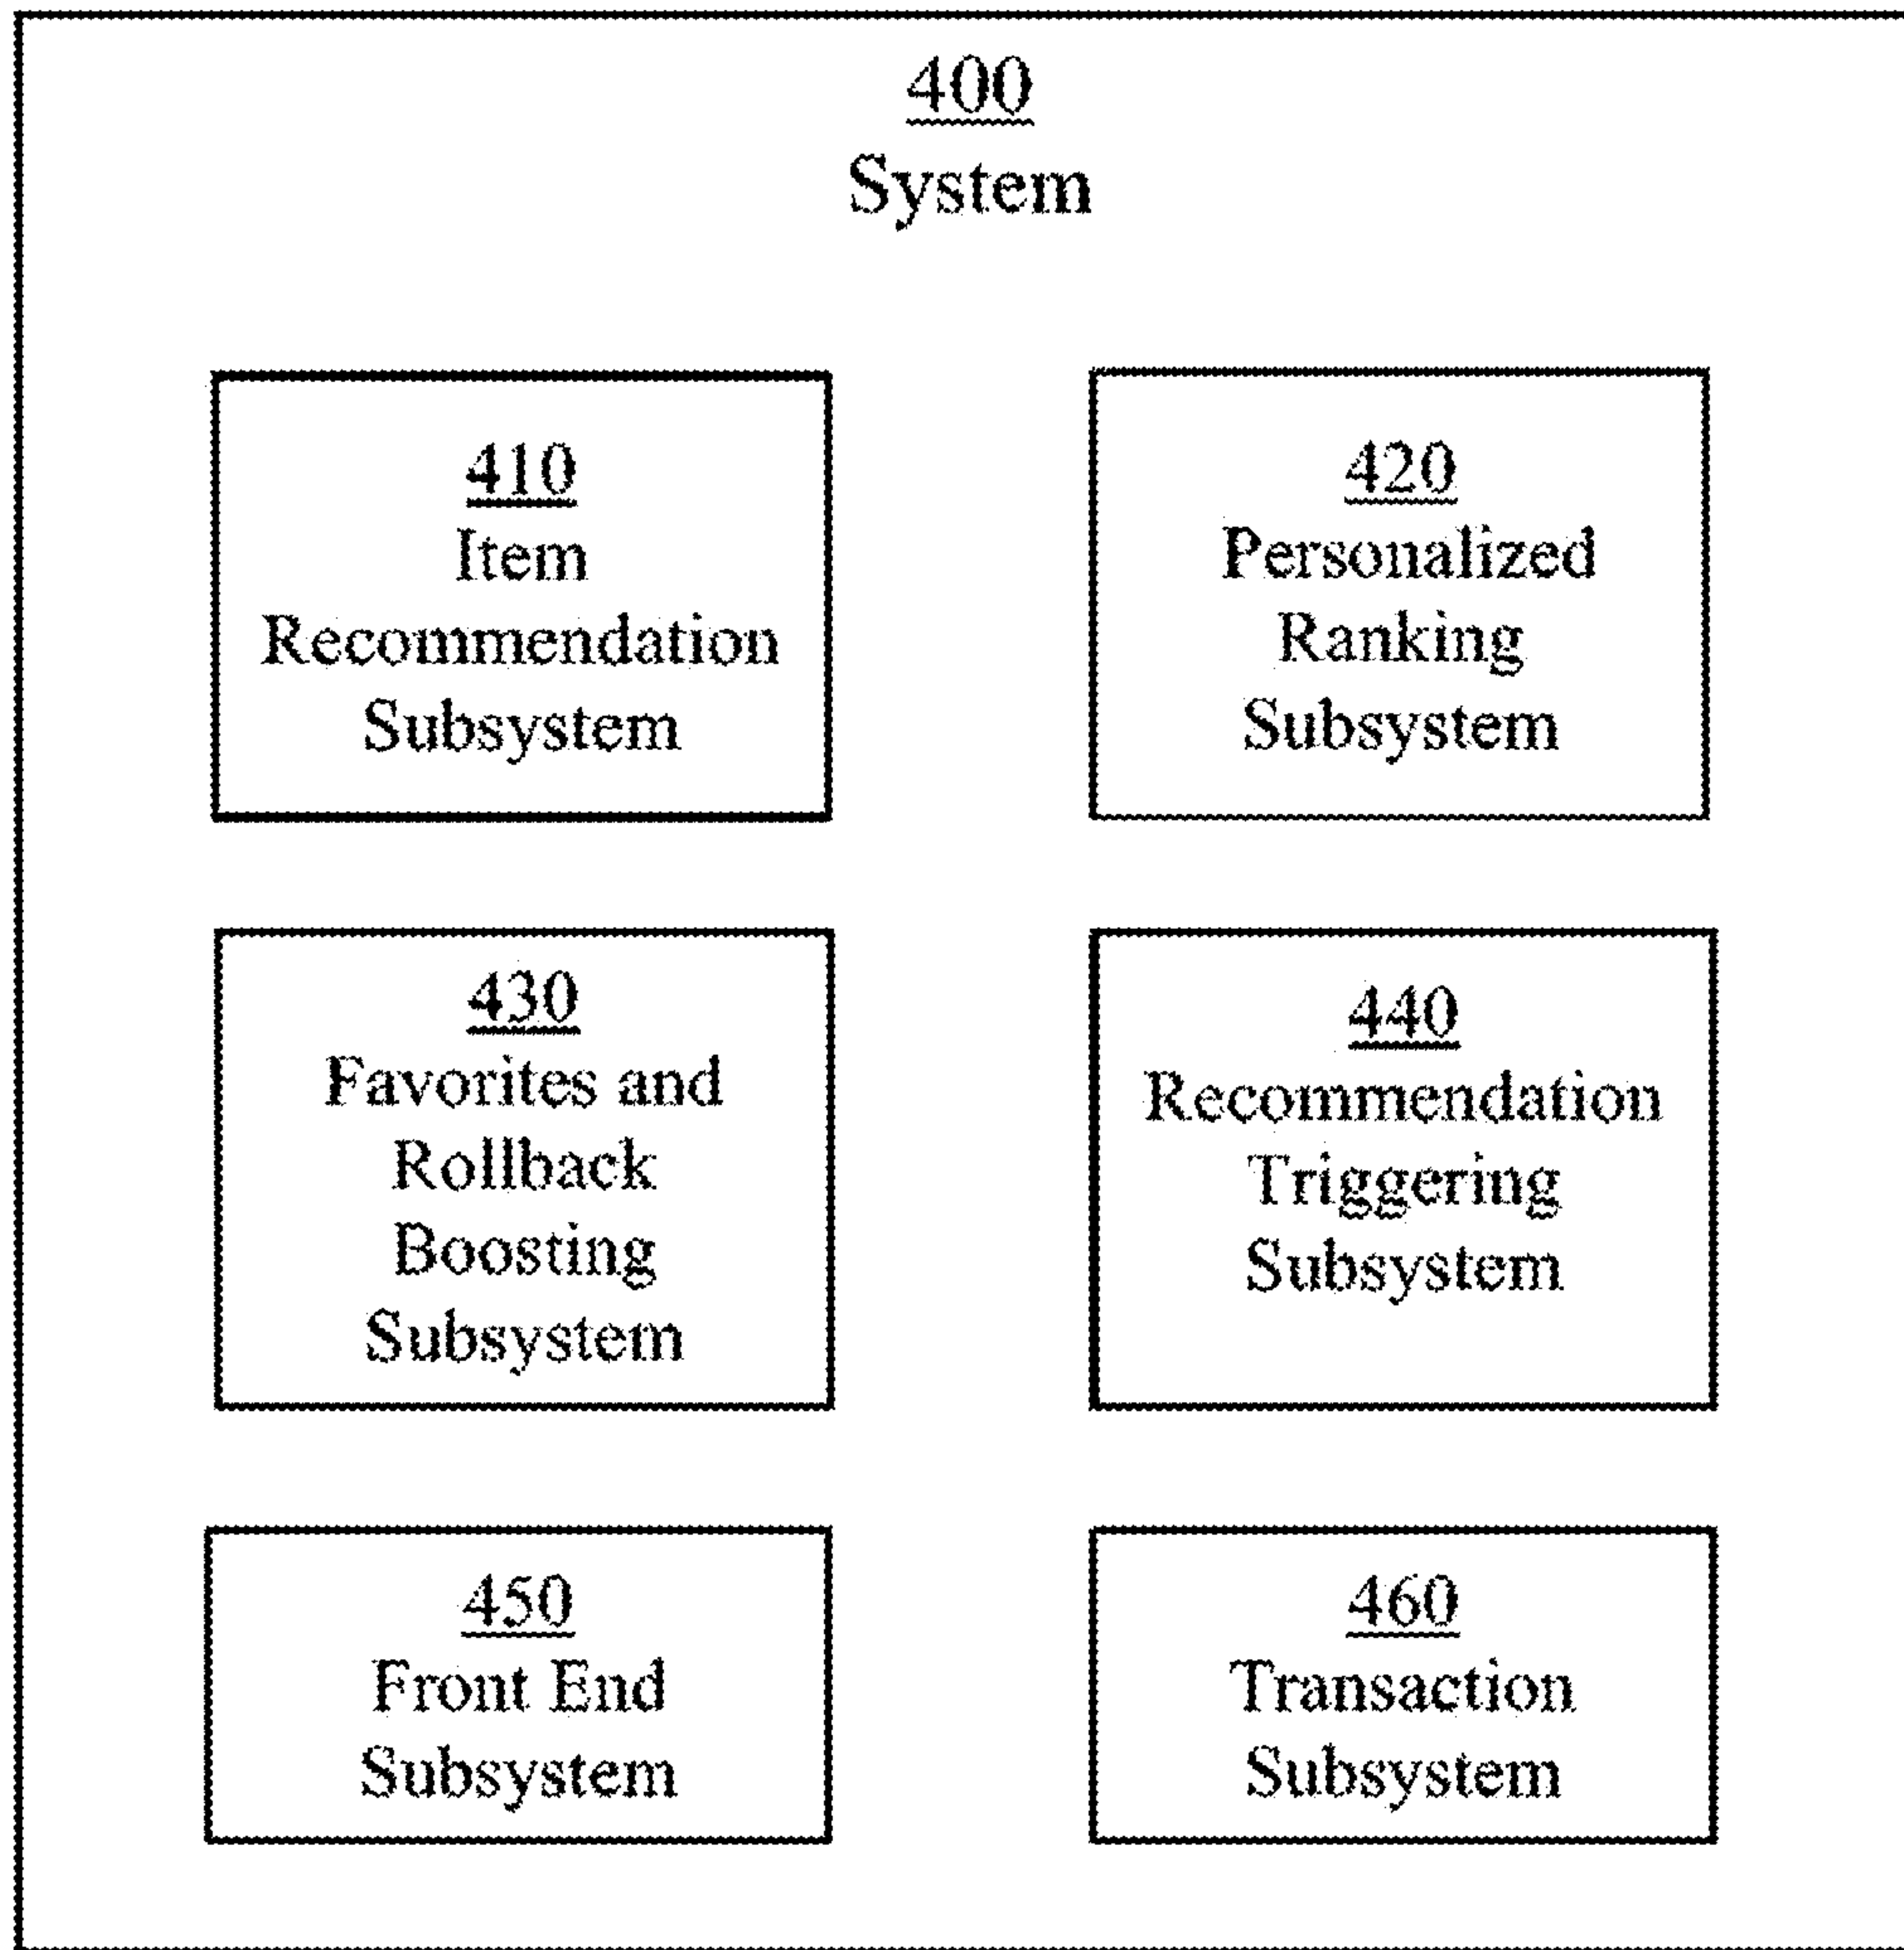 400
System
410
Item
Recommendation
Subsystem
420
Personalized
Ranking
Subsystem
430
Favorites and
Rollback
Boosting
Subsystem
440
Recommendation
Triggering
Subsystem
450
Front End
Subsystem
460
Transaction
Subsystem